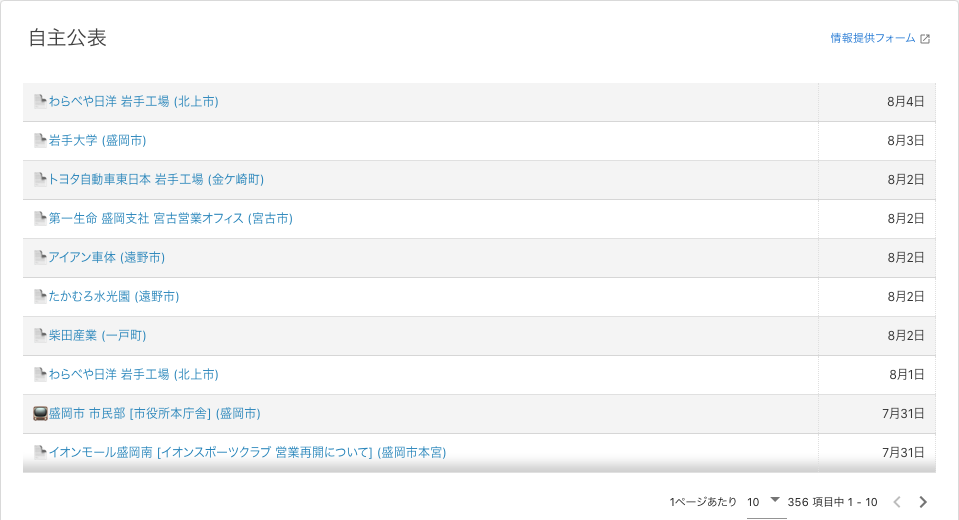 自主公表
情報提供フォーム
わらべや日洋 岩手工場 (北上市) 8月4日
岩手大学 (盛岡市) 8月3日
トヨタ自動車東日本 岩手工場 (金ケ崎町) 8月2日
第一生命 盛岡支社 宮古営業オフィス (宮古市) 8月2日
アイアン車体 (遠野市) 8月2日
たかむろ水光園 (遠野市) 8月2日
柴田産業 (一戸町) 8月2日
わらべや日洋 岩手工場 (北上市) 8月1日
盛岡市 市民部 [市役所本庁舎] (盛岡市) 7月31日
イオンモール盛岡南 [イオンスポーツクラブ 営業再開について] (盛岡市本宮) 7月31日
1ページあたり 10 356 項目中 1 - 10